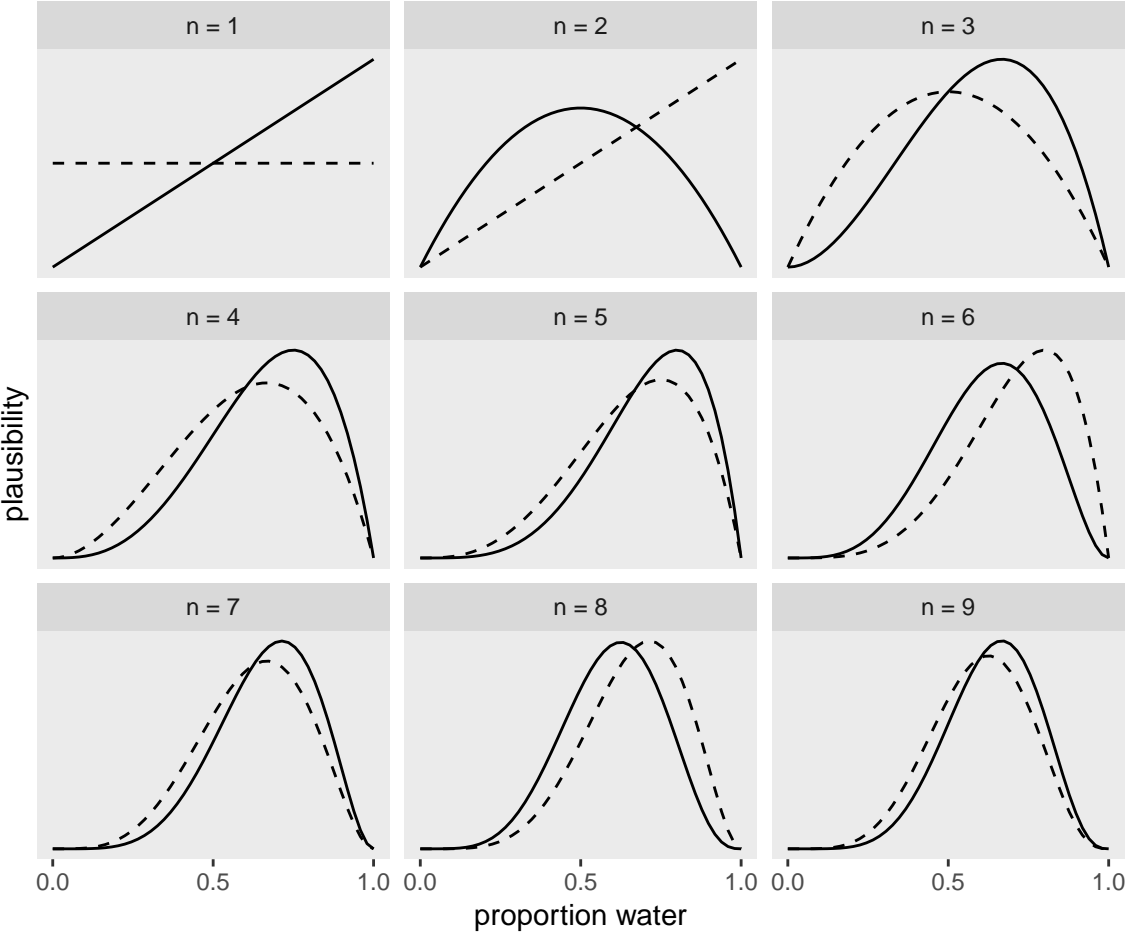 n = 1
n = 2
n = 3
n = 4
n = 5
n = 6
n = 7
n = 8
n = 9
plausibility
0.0 0.5 1.0 0.0 0.5 1.0 0.0 0.5 1.0
proportion water